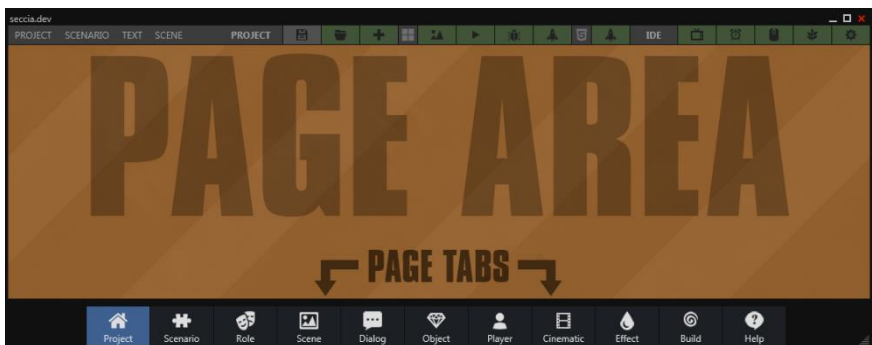 seccia.dev
PROJECT SCENARIO TEXT SCENE PROJECT IDE
PAGE AREA
PAGE TABS
Project Scenario Role Scene Dialog Object Player Cinematic Effect Build Help